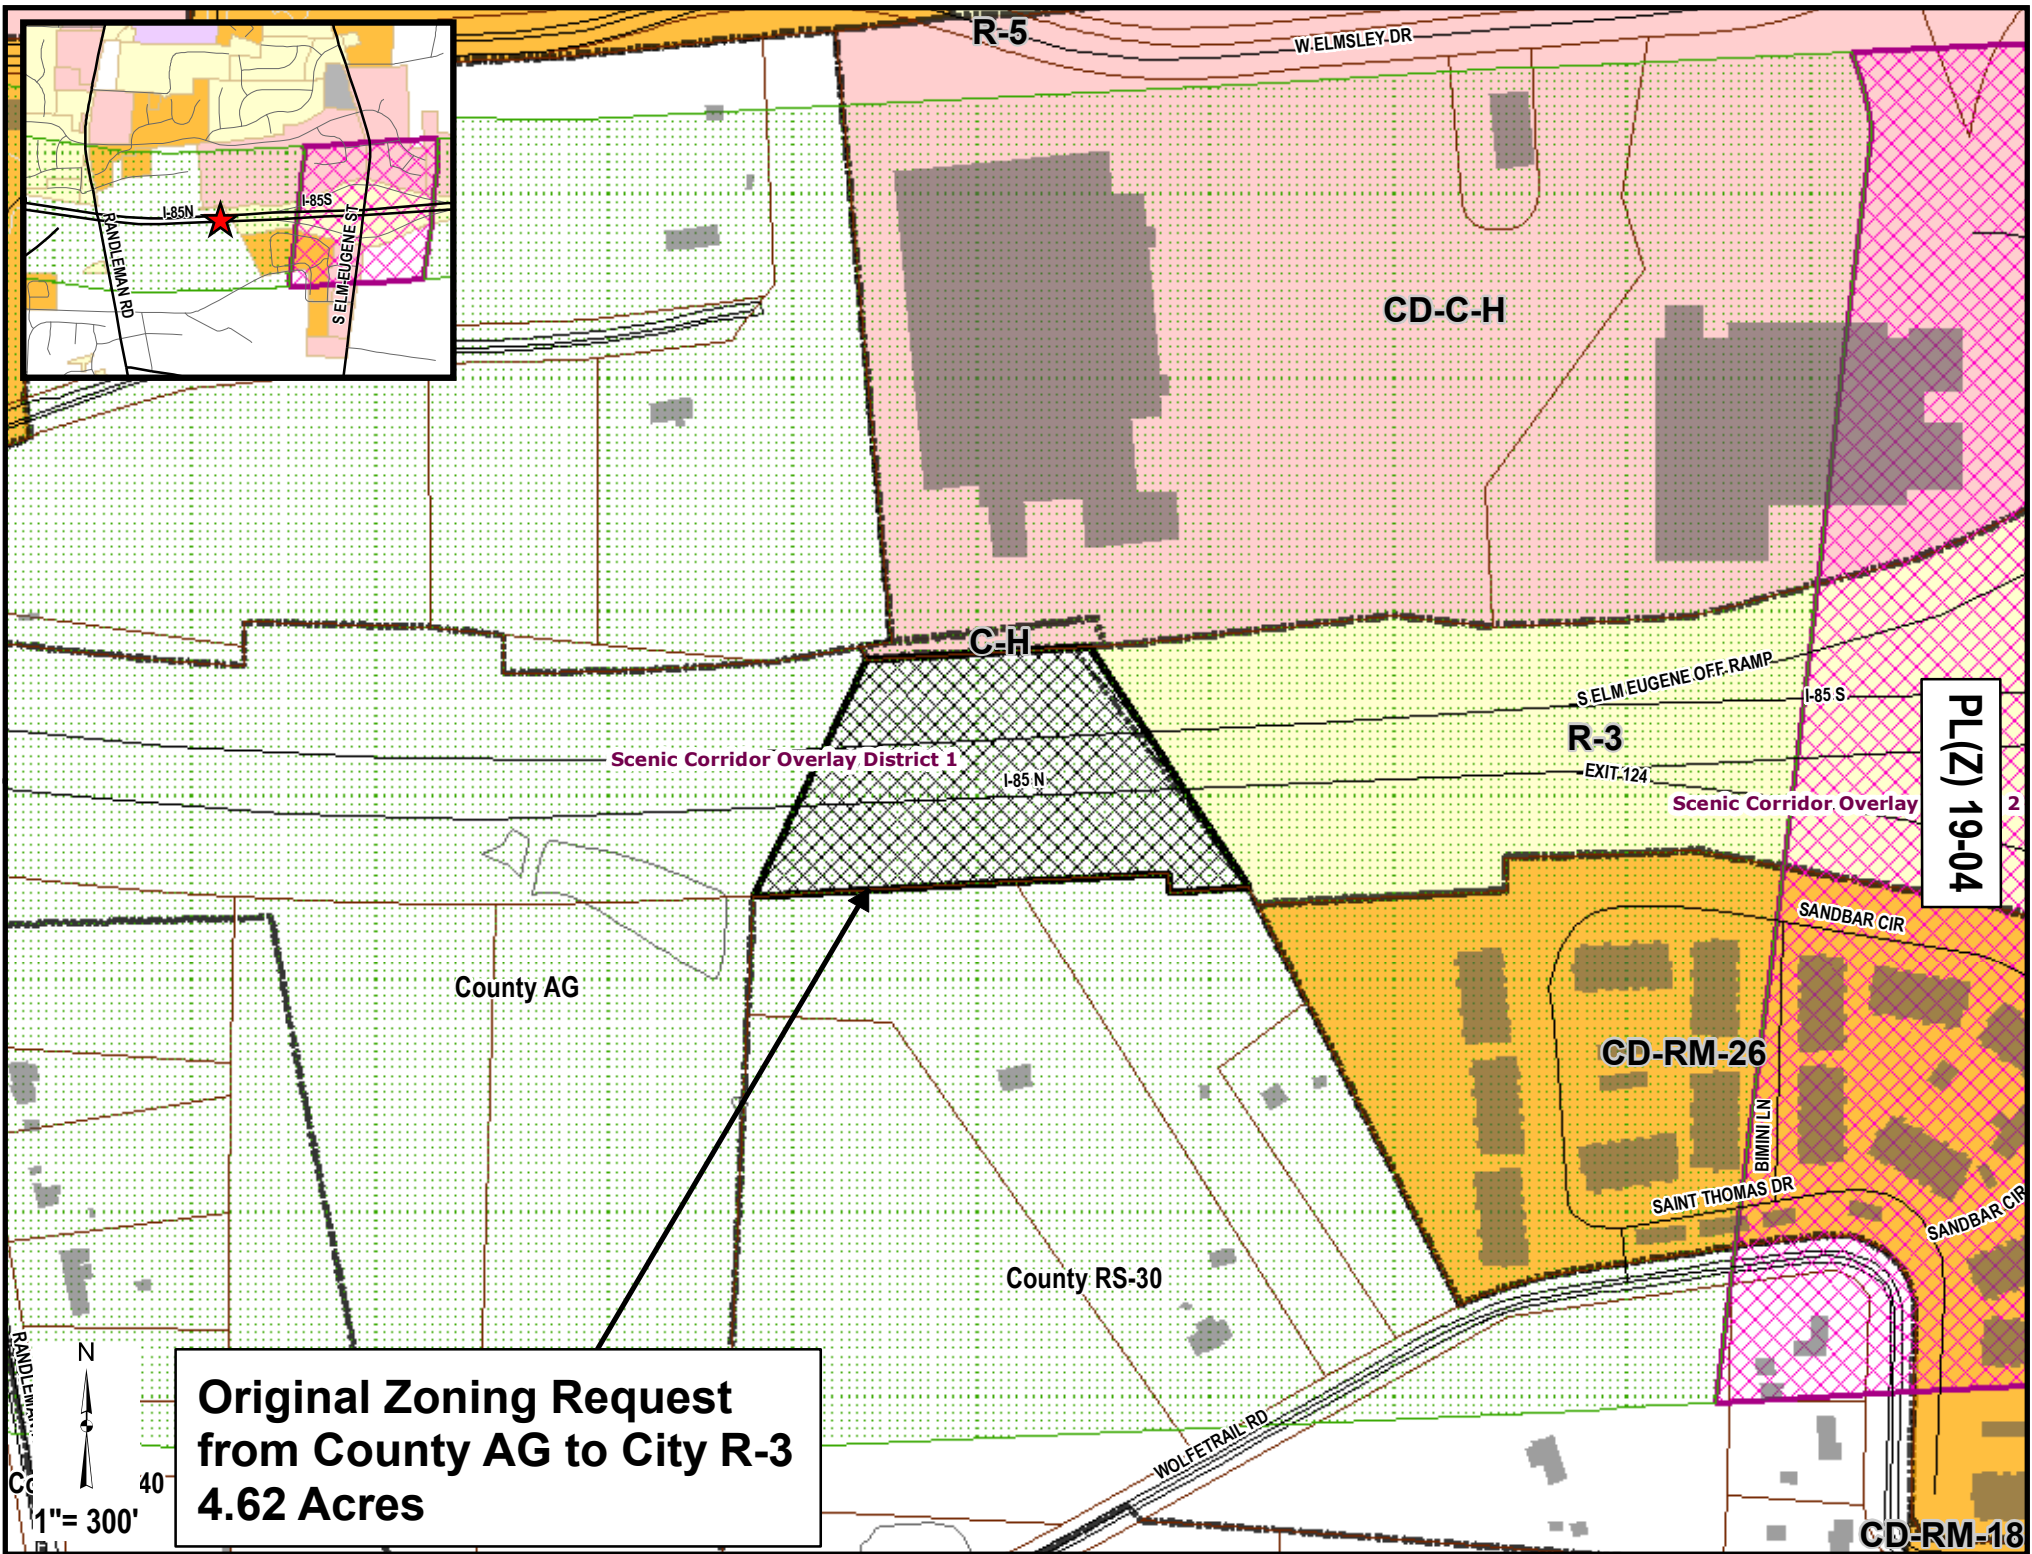 R-5
W ELMSLEY DR
I-85N
I-85S
RANDLEMAN RD
S ELM-EUGENE ST
CD-C-H
C-H
S ELM EUGENE OFF RAMP
I-85 S
R-3
Scenic Corridor Overlay District 1
I-85 N
EXIT 124
Scenic Corridor Overlay
2
PL(Z) 19-04
SANDBAR CIR
County AG
CD-RM-26
BIMINI LN
SAINT THOMAS DR
SANDBAR CIR
County RS-30
WOLFETRAIL RD
N
40
1"= 300'
Original Zoning Request
from County AG to City R-3
4.62 Acres
CD-RM-18